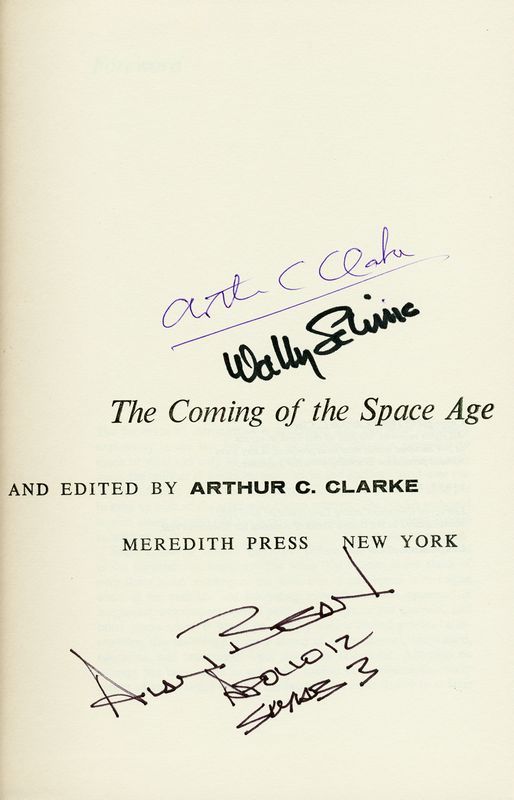 Foreword
Arthur C Clarke
Wally Schirra
The Coming of the Space Age
AND EDITED BY ARTHUR C. CLARKE
MEREDITH PRESS NEW YORK
Alan L Bean
APOLLO 12
SKYLAB 3